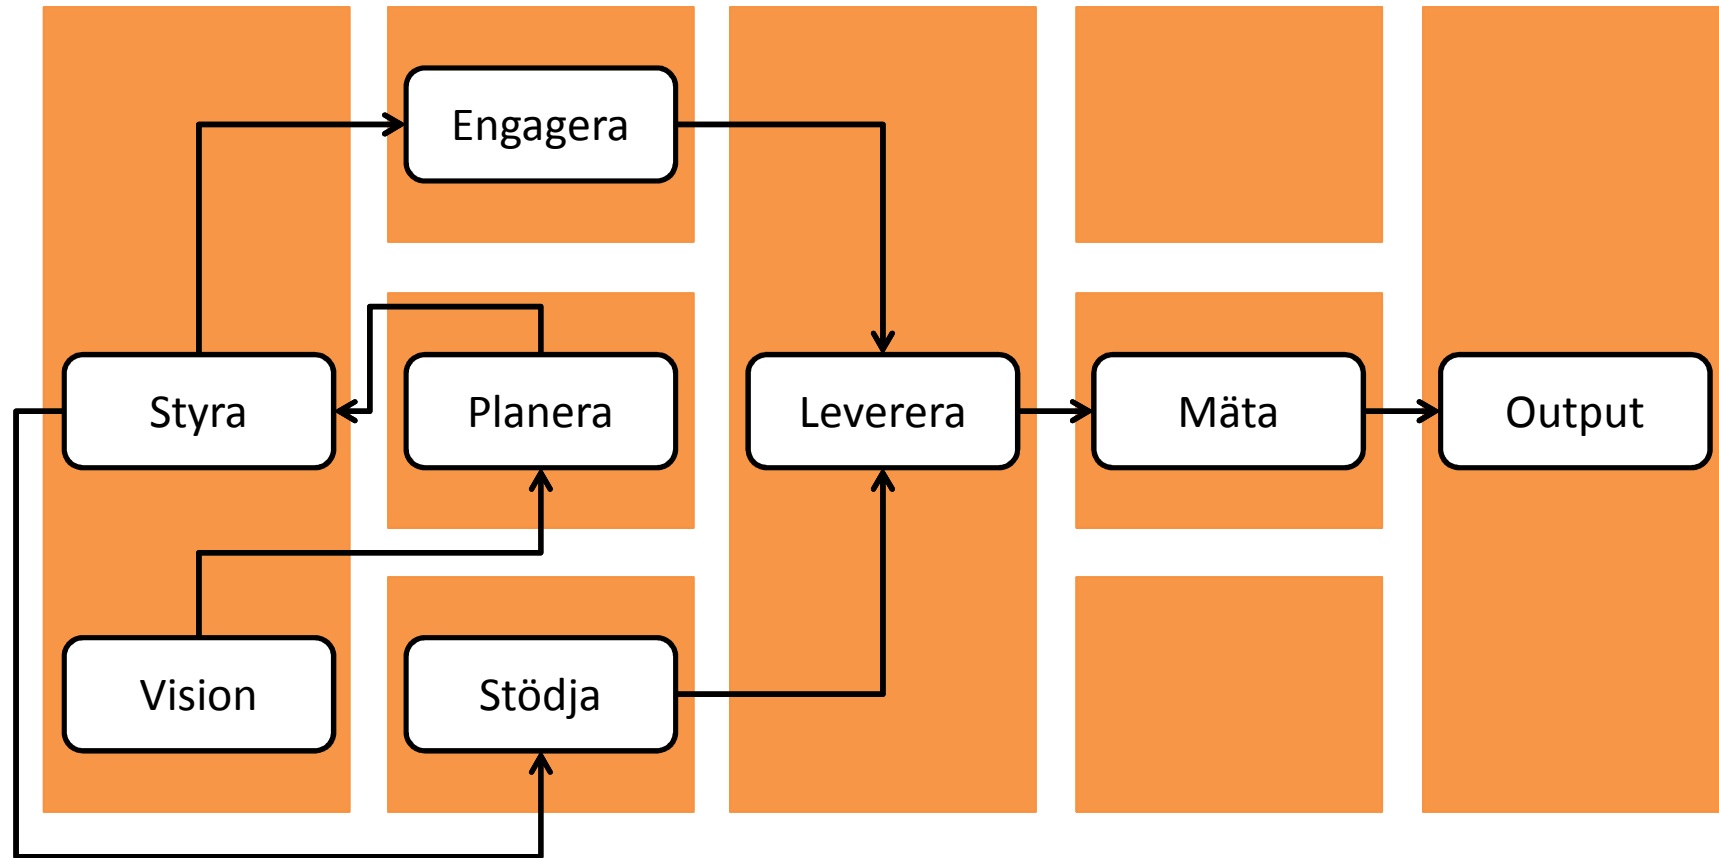 Engagera
Styra
Planera
Leverera
Mäta
Output
Vision
Stödja